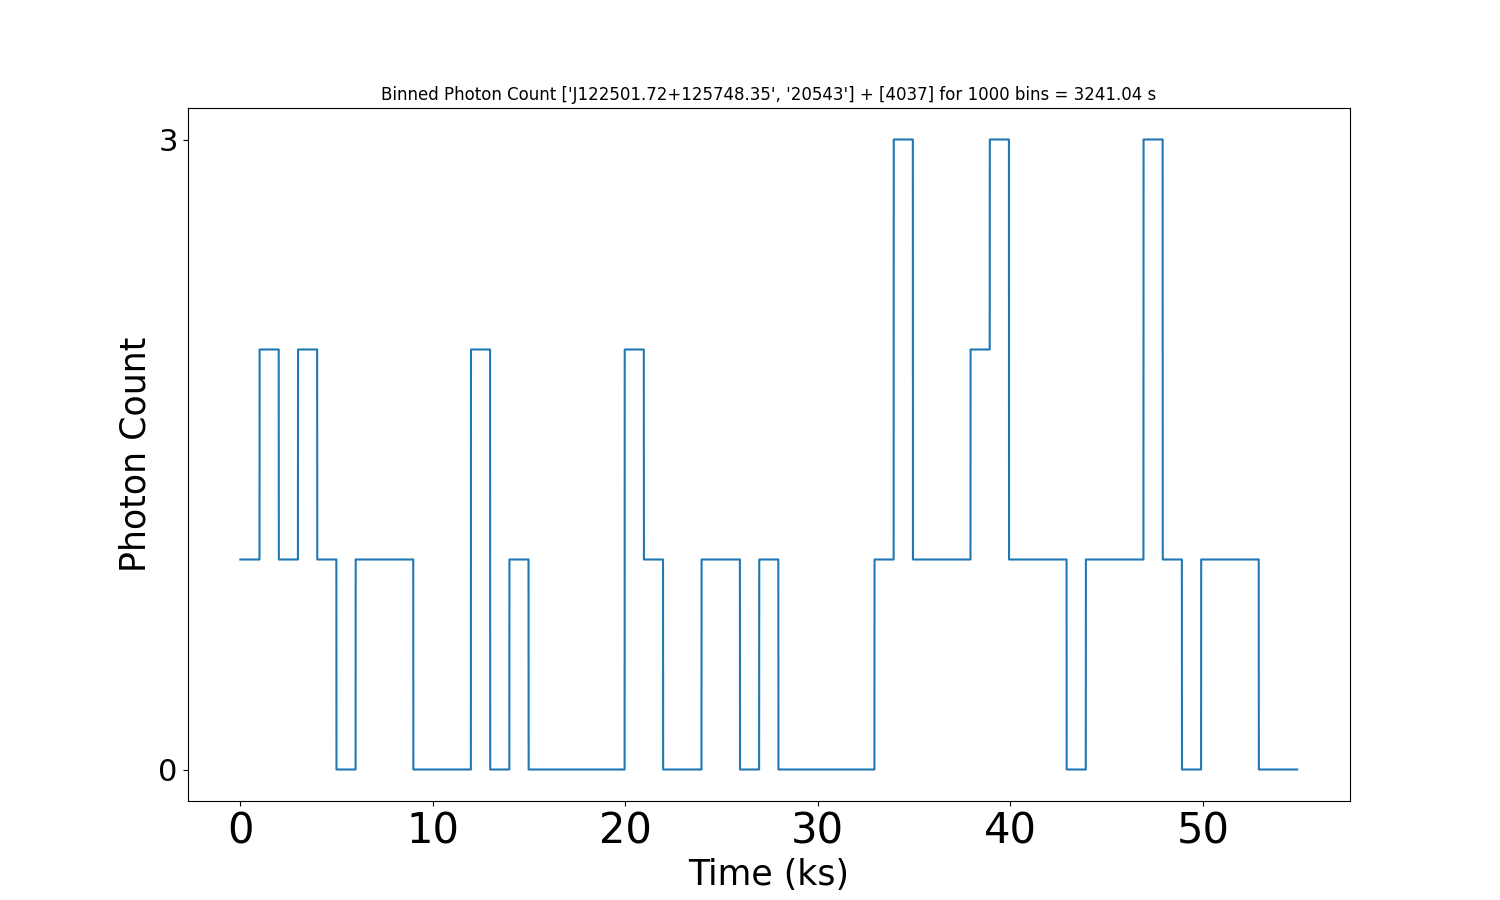 Binned Photon Count ['J122501.72+125748.35', '20543'] + [4037] for 1000 bins = 3241.04 s
3
Photon Count
0
0 10 20 30 40 50
Time (ks)